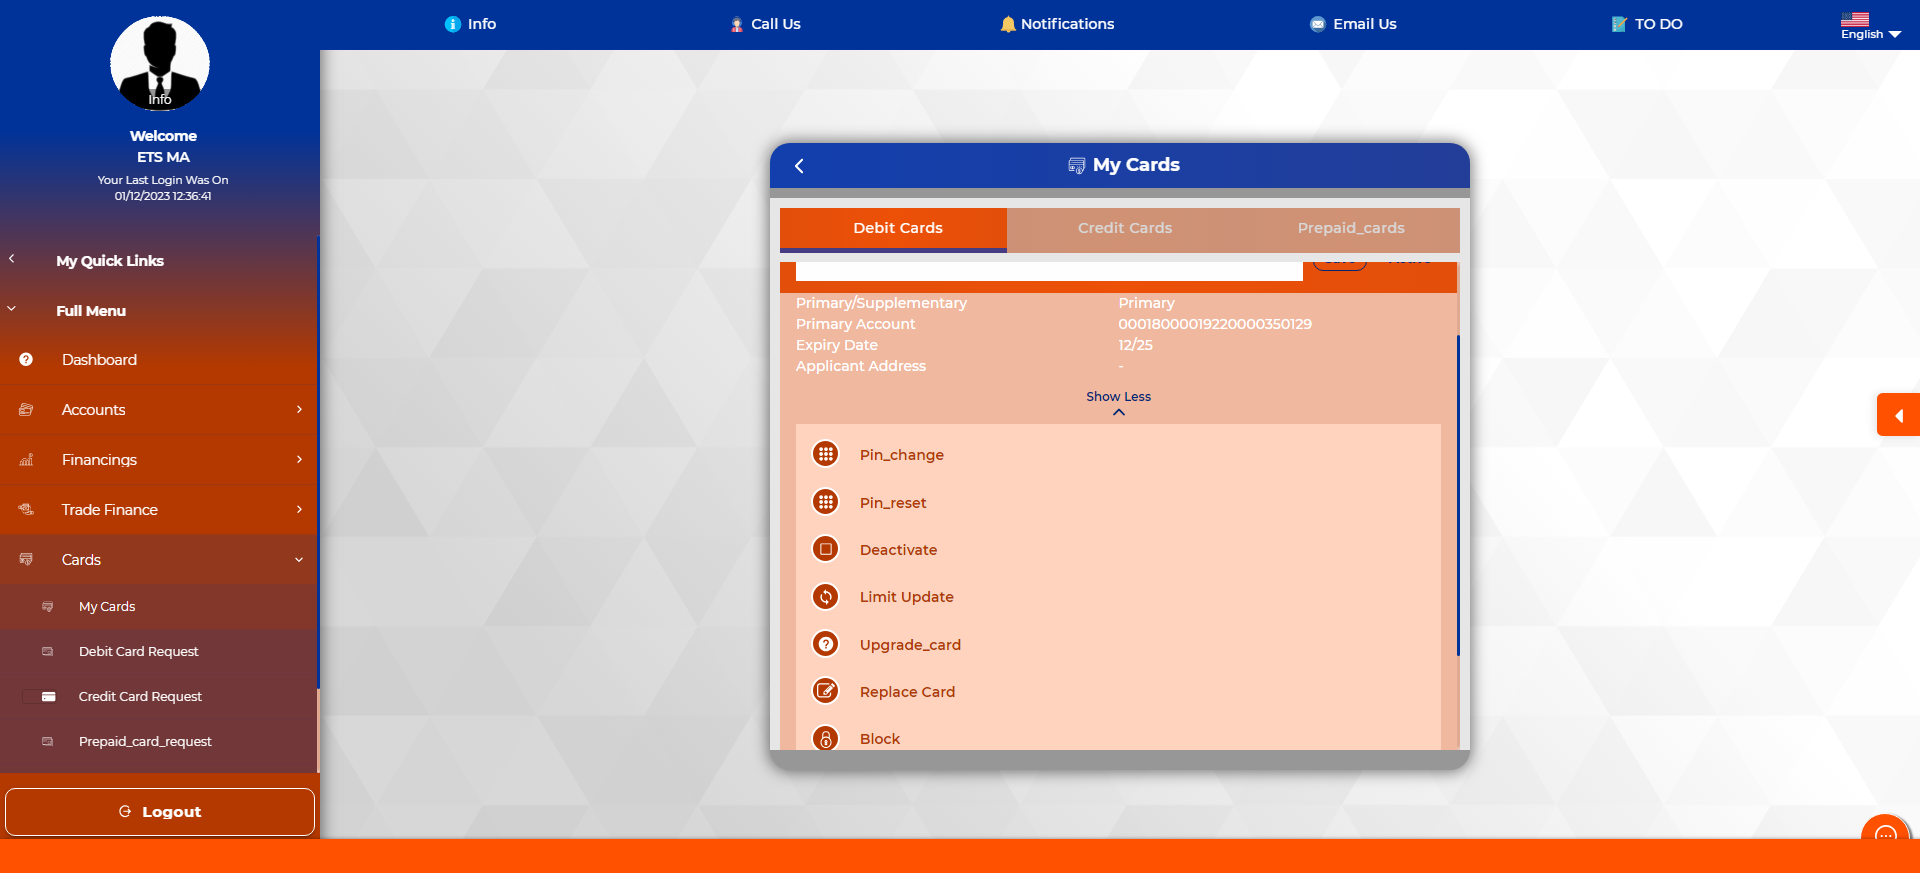 Info
Call Us
Notifications
Email Us
TO DO
English
Info
Welcome
ETS MA
Your Last Login Was On
01/12/2023 12:36:41
My Quick Links
Full Menu
Dashboard
Accounts
Financings
Trade Finance
Cards
My Cards
Debit Card Request
Credit Card Request
Prepaid_card_request
Logout
My Cards
Debit Cards
Credit Cards
Prepaid_cards
Primary/Supplementary Primary
Primary Account 00018000019220000350129
Expiry Date 12/25
Applicant Address -
Show Less
Pin_change
Pin_reset
Deactivate
Limit Update
Upgrade_card
Replace Card
Block